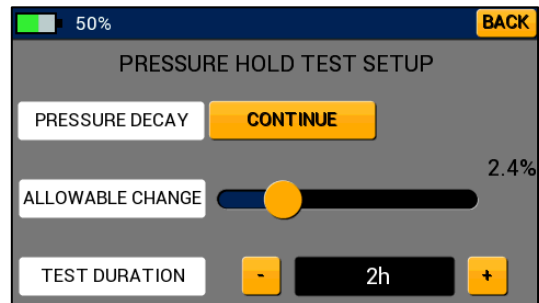 50% BACK
PRESSURE HOLD TEST SETUP
PRESSURE DECAY CONTINUE
2.4%
ALLOWABLE CHANGE
TEST DURATION - 2h +